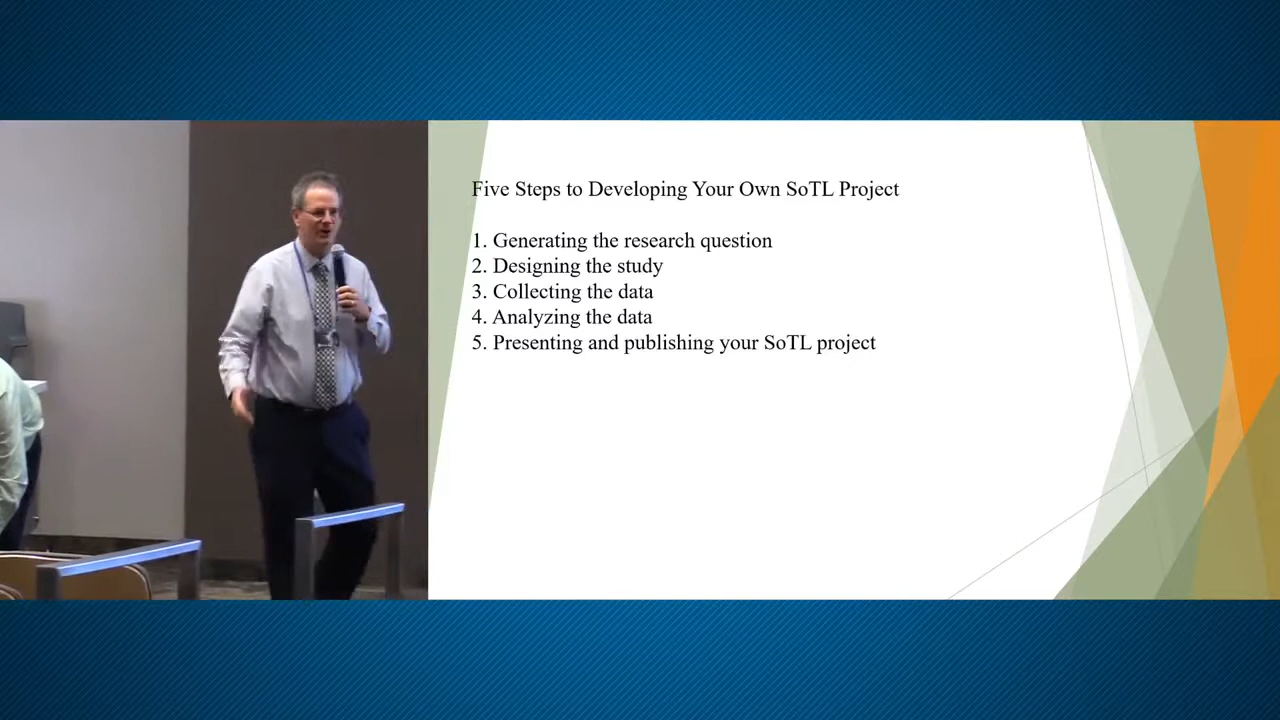 Five Steps to Developing Your Own SoTL Project
1. Generating the research question
2. Designing the study
3. Collecting the data
4. Analyzing the data
5. Presenting and publishing your SoTL project